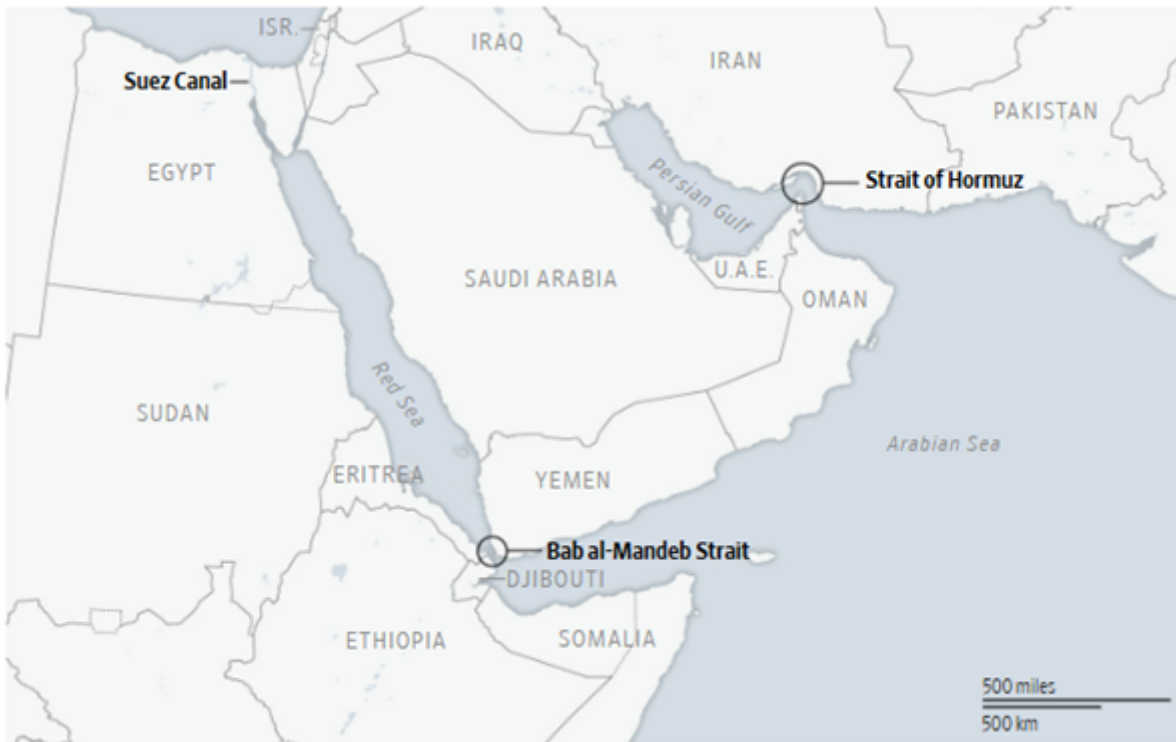 ISR.
IRAQ
IRAN
Suez Canal
PAKISTAN
EGYPT
Persian Gulf
Strait of Hormuz
SAUDI ARABIA
U.A.E.
OMAN
Red Sea
SUDAN
Arabian Sea
ERITREA
YEMEN
Bab al-Mandeb Strait
DJIBOUTI
ETHIOPIA
SOMALIA
500 miles
500 km